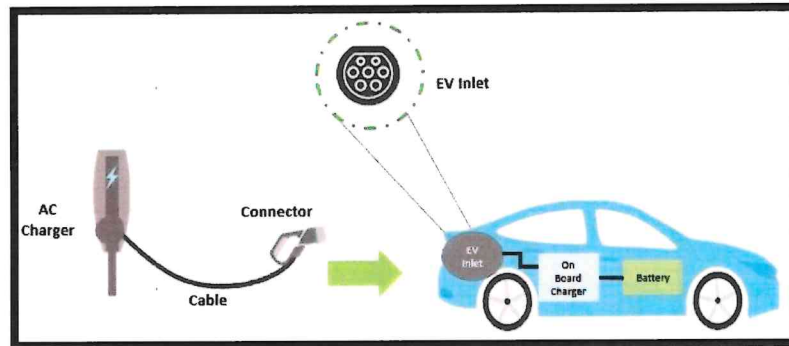 EV Inlet
AC
Charger
Connector
Cable
EV
Inlet
On
Board
Charger
Battery